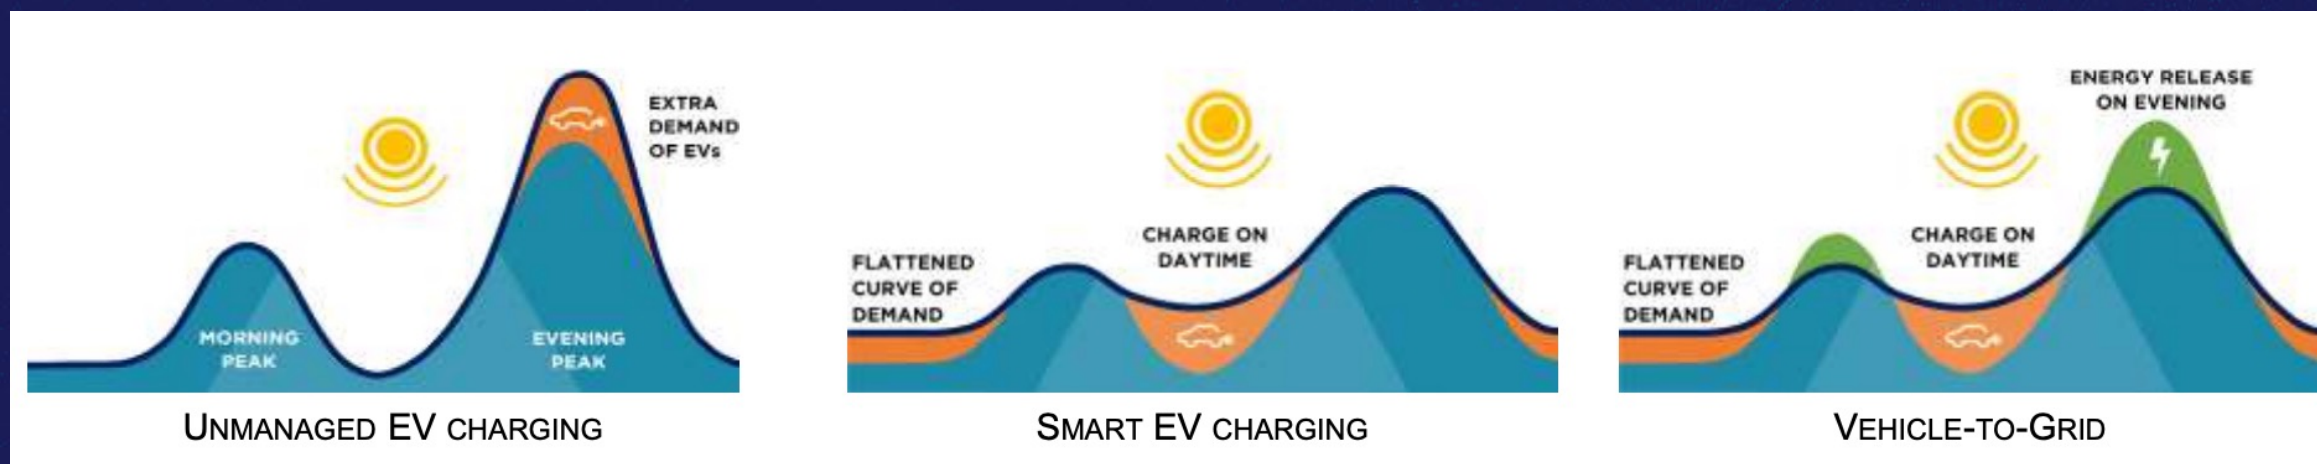 EXTRA
DEMAND
OF EVs
MORNING
PEAK
EVENING
PEAK
UNMANAGED EV CHARGING
FLATTENED
CURVE OF
DEMAND
CHARGE ON
DAYTIME
SMART EV CHARGING
ENERGY RELEASE
ON EVENING
FLATTENED
CURVE OF
DEMAND
CHARGE ON
DAYTIME
VEHICLE-TO-GRID